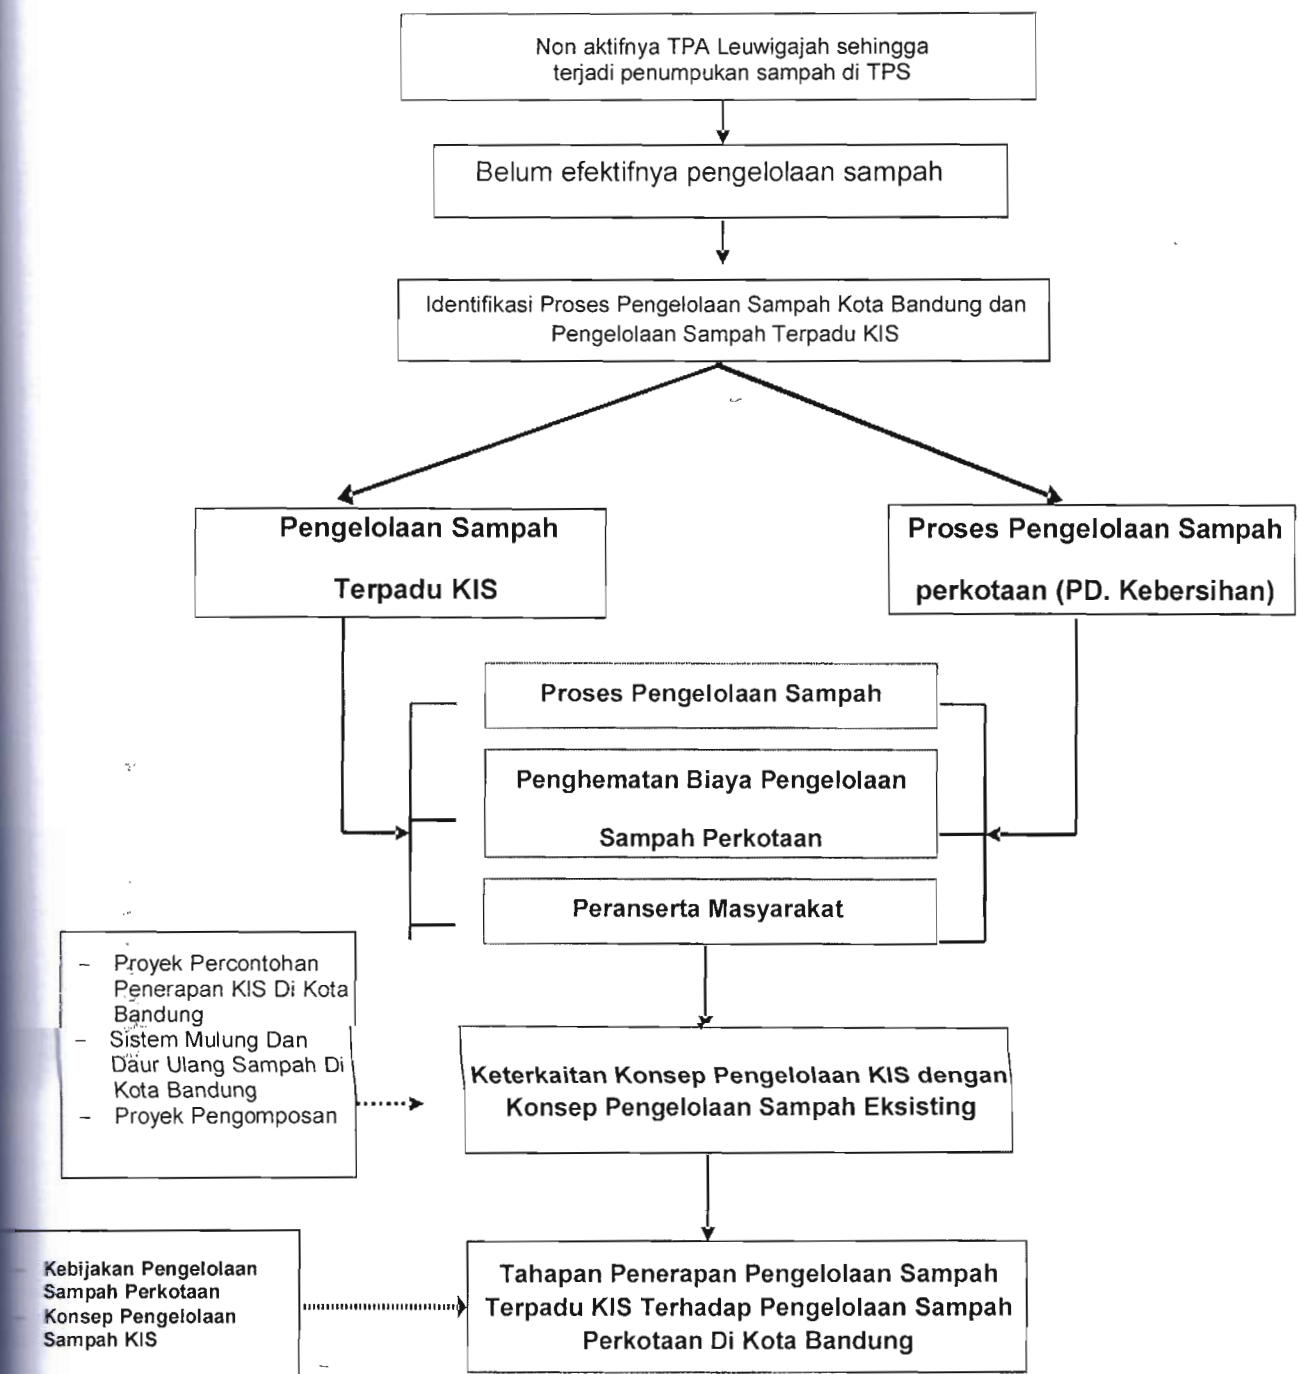 Non aktifnya TPA Leuwigajah sehingga
terjadi penumpukan sampah di TPS
Belum efektifnya pengelolaan sampah
Identifikasi Proses Pengelolaan Sampah Kota Bandung dan
Pengelolaan Sampah Terpadu KIS
Pengelolaan Sampah
Terpadu KIS
Proses Pengelolaan Sampah
perkotaan (PD. Kebersihan)
Proses Pengelolaan Sampah
Penghematan Biaya Pengelolaan
Sampah Perkotaan
Peranserta Masyarakat
– Proyek Percontohan
Penerapan KIS Di Kota
Bandung
– Sistem Mulung Dan
Daur Ulang Sampah Di
Kota Bandung
– Proyek Pengomposan
Keterkaitan Konsep Pengelolaan KIS dengan
Konsep Pengelolaan Sampah Eksisting
– Kebijakan Pengelolaan
Sampah Perkotaan
– Konsep Pengelolaan
Sampah KIS
Tahapan Penerapan Pengelolaan Sampah
Terpadu KIS Terhadap Pengelolaan Sampah
Perkotaan Di Kota Bandung